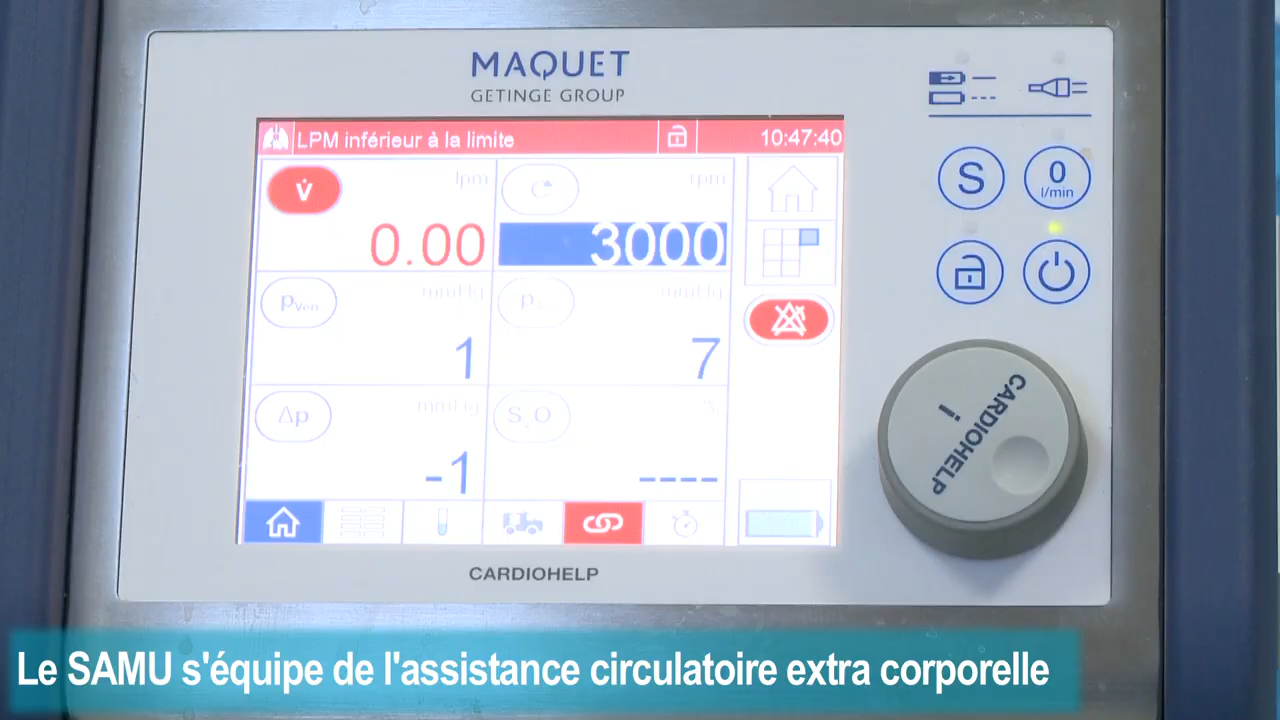 MAQUET
GETINGE GROUP
LPM inférieur à la limite
10:47:40
V̇
lpm
rpm
0.00
3000
S
0
l/min
pVen
mmHg
mmHg
1
7
Δp
mmHg
%
-1
----
CARDIOHELP
i
CARDIOHELP
Le SAMU s'équipe de l'assistance circulatoire extra corporelle